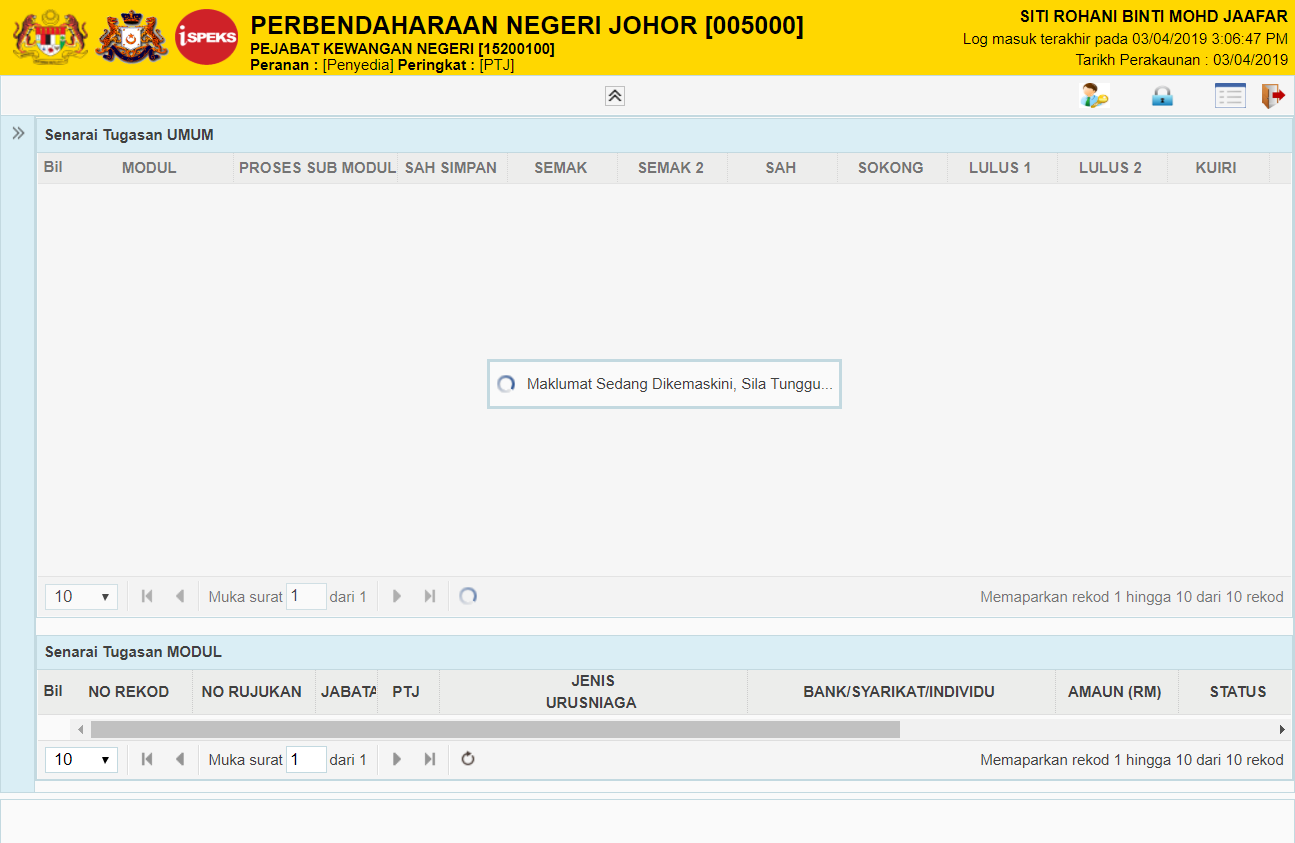 iSPEKS
PERBENDAHARAAN NEGERI JOHOR [005000]
PEJABAT KEWANGAN NEGERI [15200100]
Peranan : [Penyedia] Peringkat : [PTJ]
SITI ROHANI BINTI MOHD JAAFAR
Log masuk terakhir pada 03/04/2019 3:06:47 PM
Tarikh Perakaunan : 03/04/2019
Senarai Tugasan UMUM
Bil MODUL PROSES SUB MODUL SAH SIMPAN SEMAK SEMAK 2 SAH SOKONG LULUS 1 LULUS 2 KUIRI
Maklumat Sedang Dikemaskini, Sila Tunggu...
10 Muka surat 1 dari 1 Memaparkan rekod 1 hingga 10 dari 10 rekod
Senarai Tugasan MODUL
Bil NO REKOD NO RUJUKAN JABATA PTJ JENIS URUSNIAGA BANK/SYARIKAT/INDIVIDU AMAUN (RM) STATUS
10 Muka surat 1 dari 1 Memaparkan rekod 1 hingga 10 dari 10 rekod